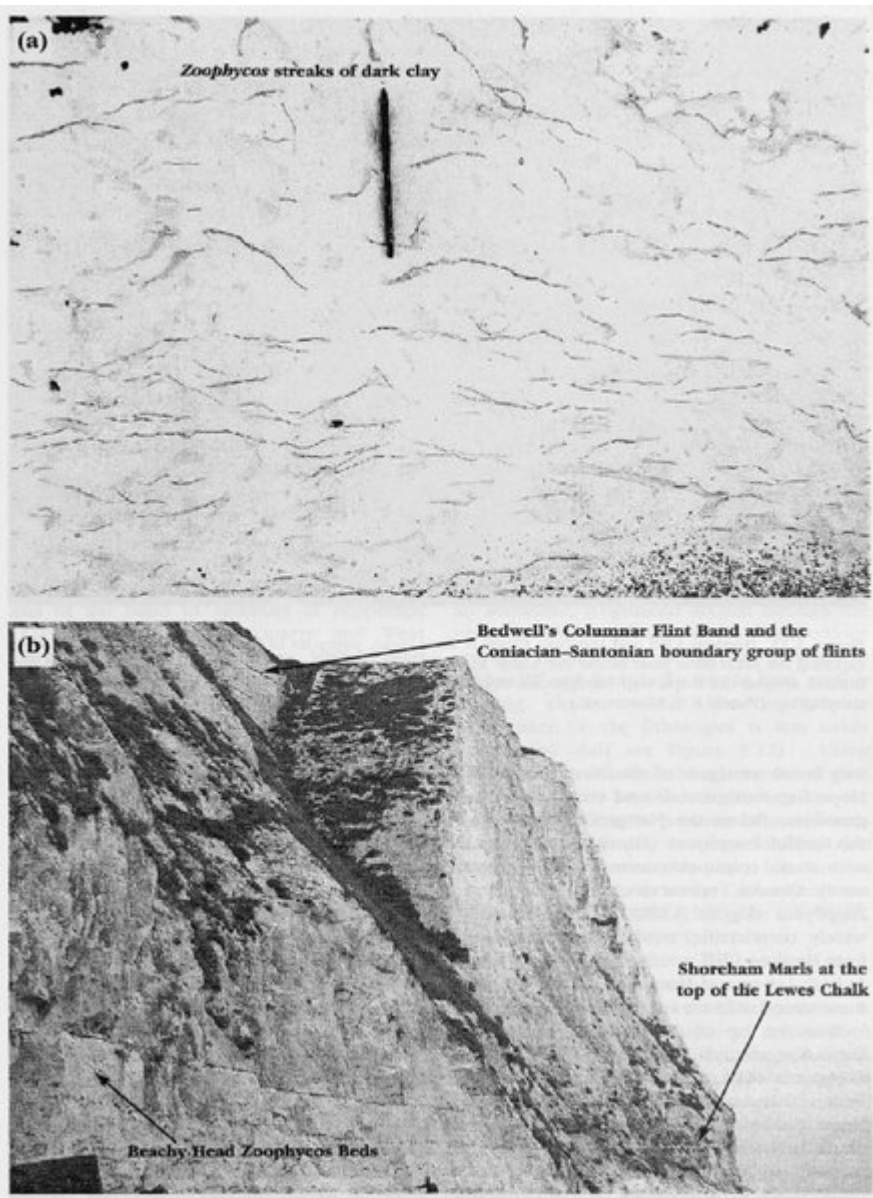 (a)
Zoophycos streaks of dark clay
(b)
Bedwell's Columnar Flint Band and the
Coniacian–Santonian boundary group of flints
Shoreham Marls at the
top of the Lewes Chalk
Beachy Head Zoophycos Beds